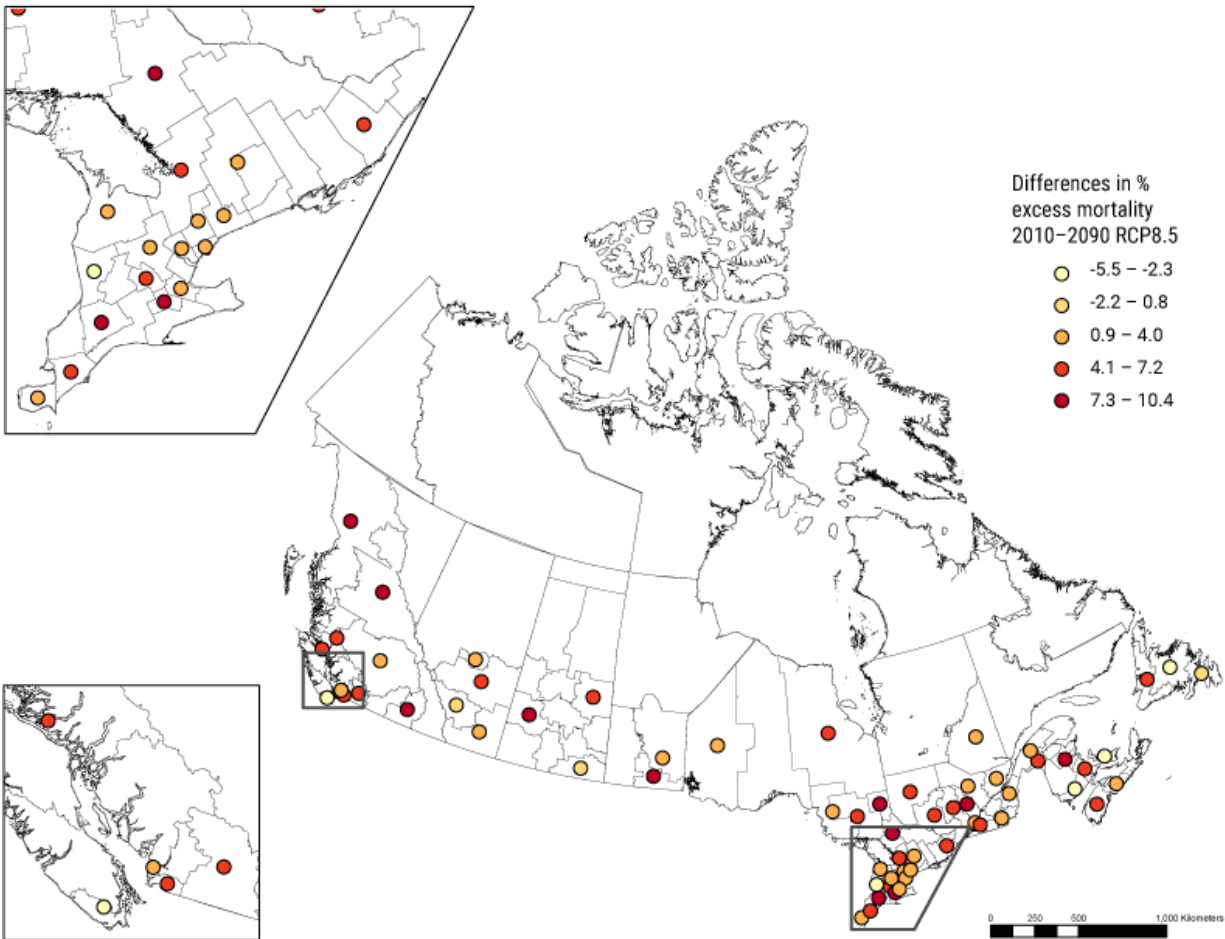 Differences in %
excess mortality
2010–2090 RCP8.5
-5.5 – -2.3
-2.2 – 0.8
0.9 – 4.0
4.1 – 7.2
7.3 – 10.4
0 250 500 1,000 Kilometers